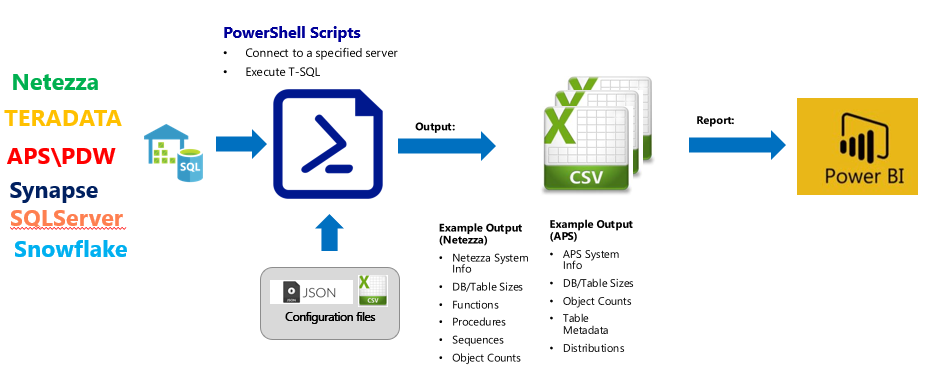 PowerShell Scripts
• Connect to a specified server
• Execute T-SQL
Netezza
TERADATA
APS\PDW
Synapse
SQLServer
Snowflake
SQL
Output:
CSV
Report:
Power BI
JSON
JSON
CSV
Configuration files
Example Output
(Netezza)
• Netezza System
Info
• DB/Table Sizes
• Functions
• Procedures
• Sequences
• Object Counts
Example Output
(APS)
• APS System
Info
• DB/Table Sizes
• Object Counts
• Table
Metadata
• Distributions